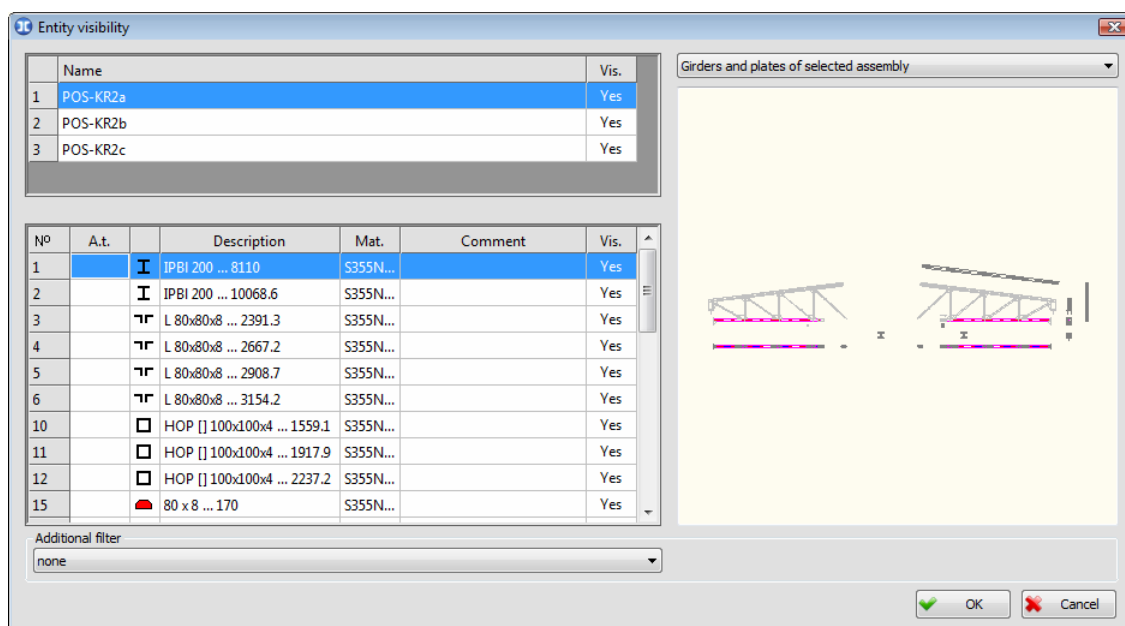 Entity visibility
Name Vis.
1 POS-KR2a Yes
2 POS-KR2b Yes
3 POS-KR2c Yes
Girders and plates of selected assembly
Nº A.t. Description Mat. Comment Vis.
1 IPBI 200 ... 8110 S355N... Yes
2 IPBI 200 ... 10068.6 S355N... Yes
3 L 80x80x8 ... 2391.3 S355N... Yes
4 L 80x80x8 ... 2667.2 S355N... Yes
5 L 80x80x8 ... 2908.7 S355N... Yes
6 L 80x80x8 ... 3154.2 S355N... Yes
10 HOP [] 100x100x4 ... 1559.1 S355N... Yes
11 HOP [] 100x100x4 ... 1917.9 S355N... Yes
12 HOP [] 100x100x4 ... 2237.2 S355N... Yes
15 80 x 8 ... 170 S355N... Yes
Additional filter
none
OK Cancel